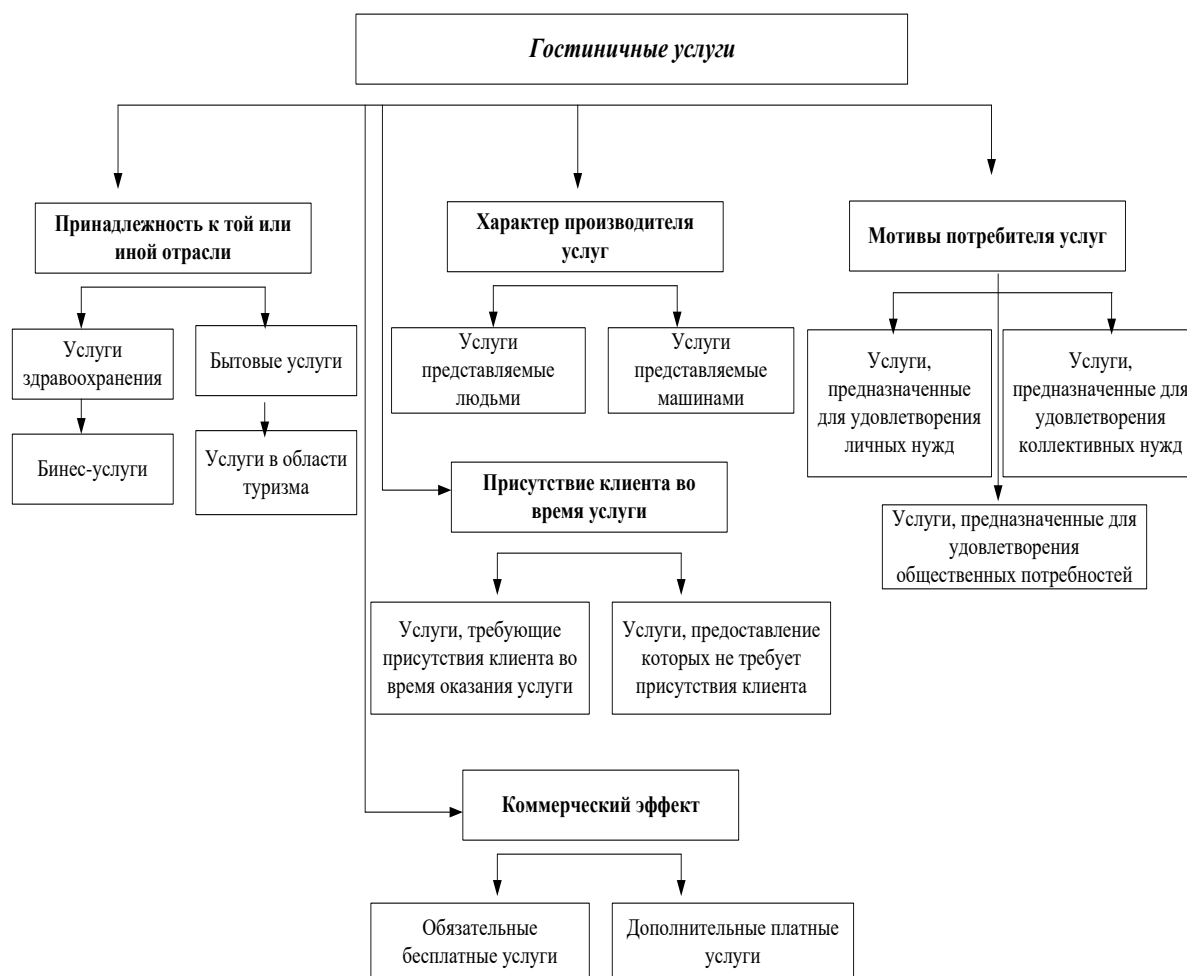 Гостиничные услуги
Принадлежность к той или
иной отрасли
Услуги
здравоохранения
Бытовые услуги
Бинес-услуги
Услуги в области
туризма
Характер производителя
услуг
Услуги
представляемые
людьми
Услуги
представляемые
машинами
Присутствие клиента во
время услуги
Услуги, требующие
присутствия клиента во
время оказания услуги
Услуги, предоставление
которых не требует
присутствия клиента
Коммерческий эффект
Обязательные
бесплатные услуги
Дополнительные платные
услуги
Мотивы потребителя услуг
Услуги,
предназначенные
для удовлетворения
личных нужд
Услуги,
предназначенные для
удовлетворения
коллективных нужд
Услуги, предназначенные для
удовлетворения
общественных потребностей